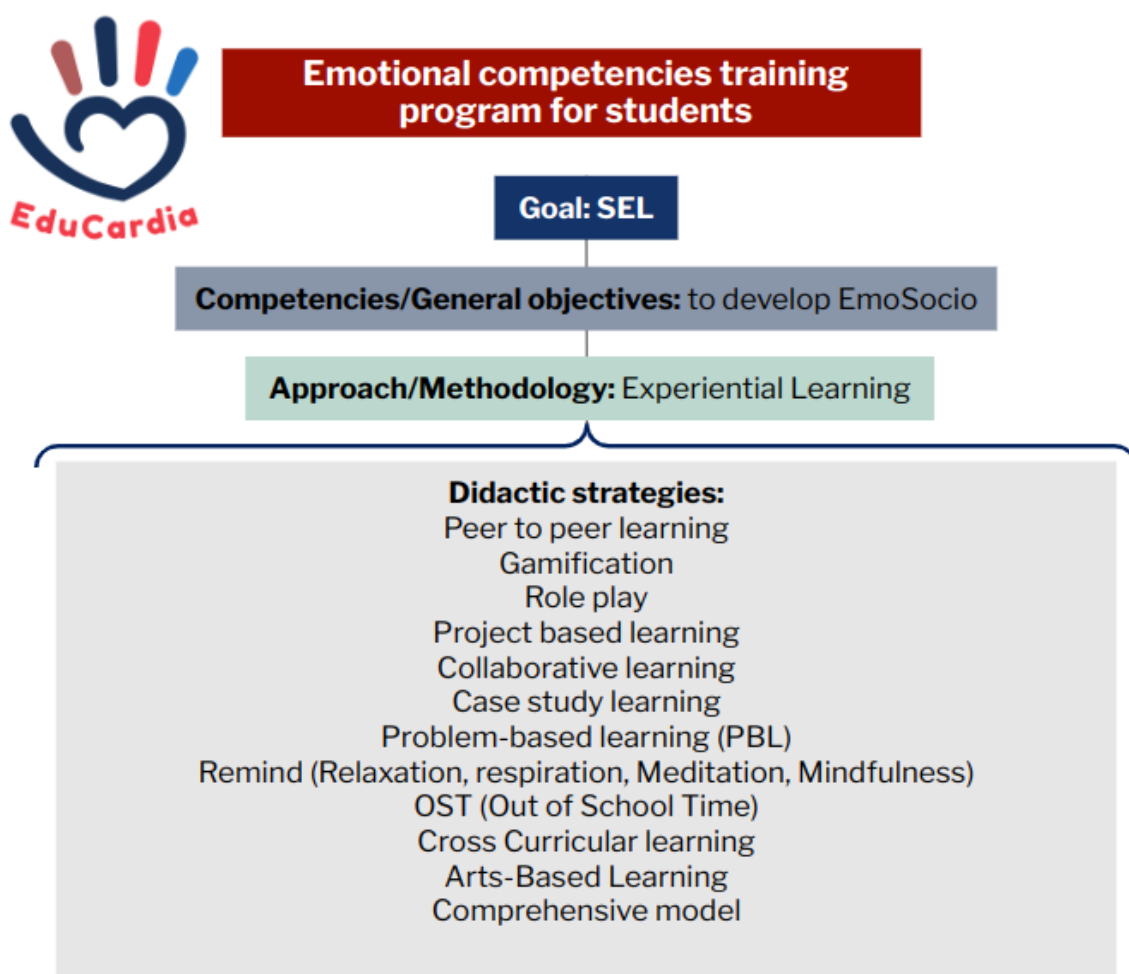 EduCardia
Emotional competencies training
program for students
Goal: SEL
Competencies/General objectives: to develop EmoSocio
Approach/Methodology: Experiential Learning
Didactic strategies:
Peer to peer learning
Gamification
Role play
Project based learning
Collaborative learning
Case study learning
Problem-based learning (PBL)
Remind (Relaxation, respiration, Meditation, Mindfulness)
OST (Out of School Time)
Cross Curricular learning
Arts-Based Learning
Comprehensive model